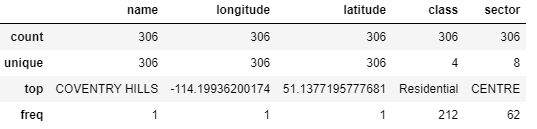 name longitude latitude class sector
count 306 306 306 306 306
unique 306 306 306 4 8
top COVENTRY HILLS -114.19936200174 51.1377195777681 Residential CENTRE
freq 1 1 1 212 62